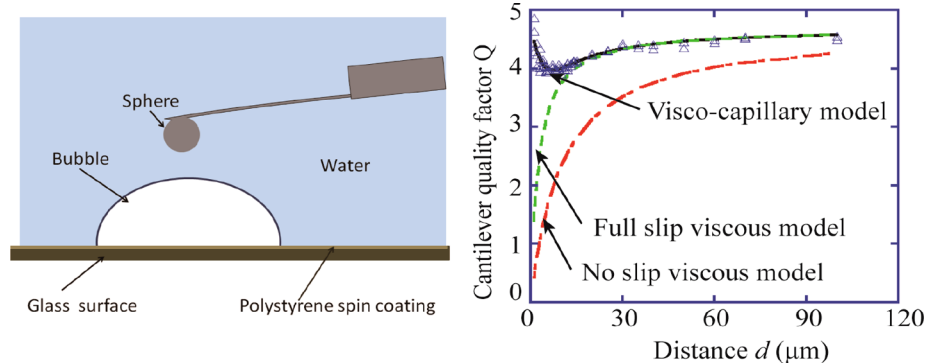 Sphere
Bubble
Water
Glass surface
Polystyrene spin coating
Cantilever quality factor Q
5
4
3
2
1
0
Visco-capillary model
Full slip viscous model
No slip viscous model
0
30
60
90
120
Distance d (μm)